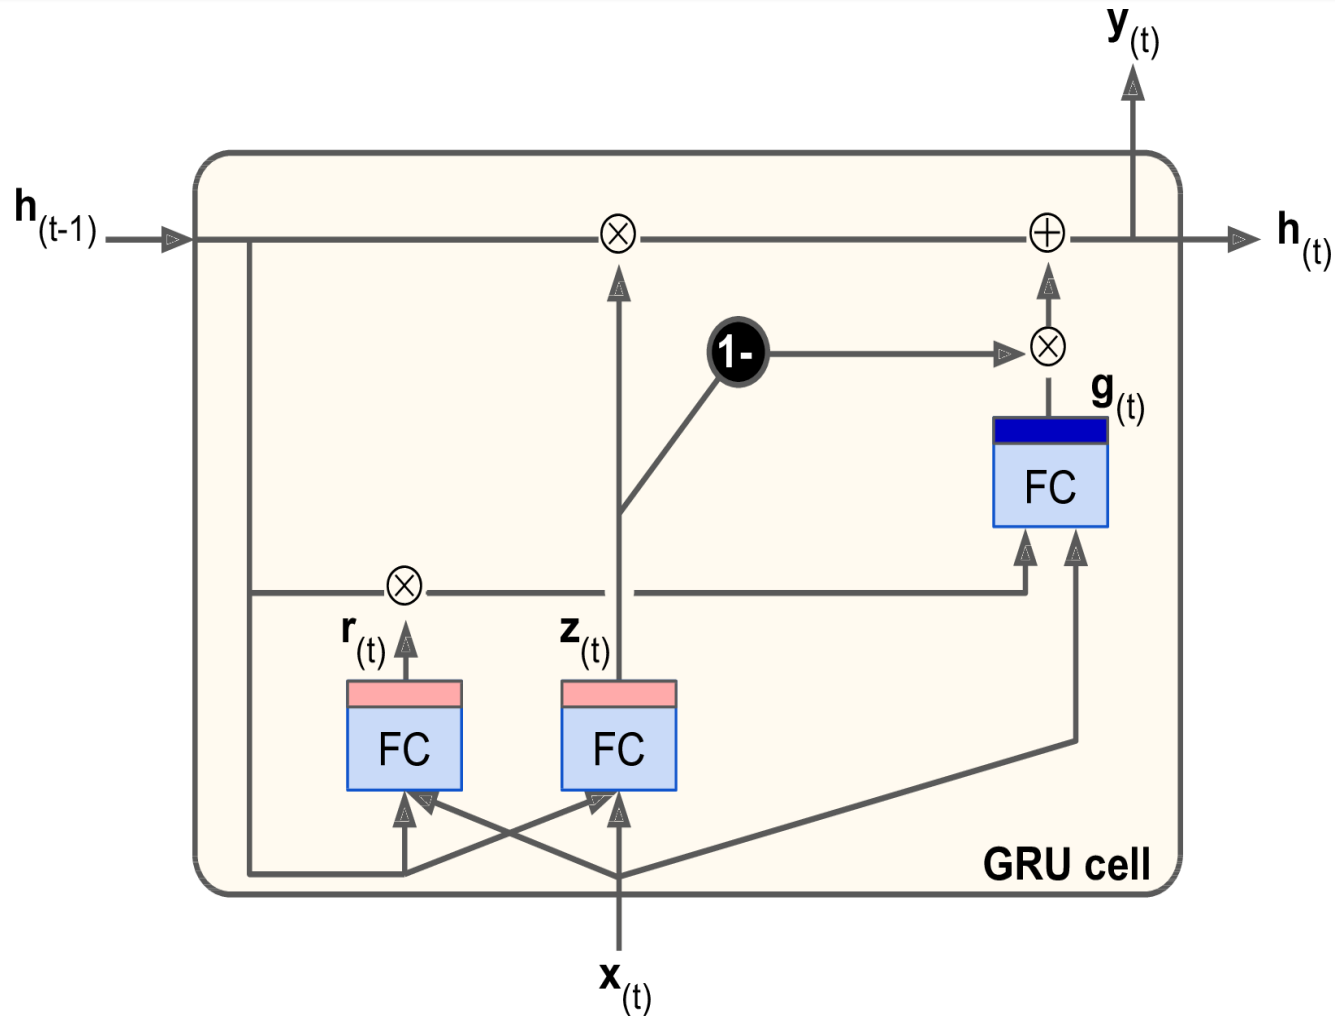 y(t)
h(t-1)
h(t)
1-
g(t)
FC
r(t)
z(t)
FC
FC
GRU cell
x(t)